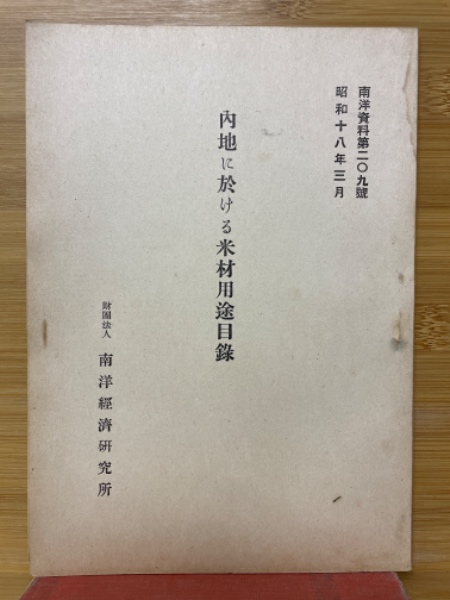 南洋資料第二〇九號
昭和十八年三月
內地に於ける米材用途目錄
財團法人 南洋經濟研究所